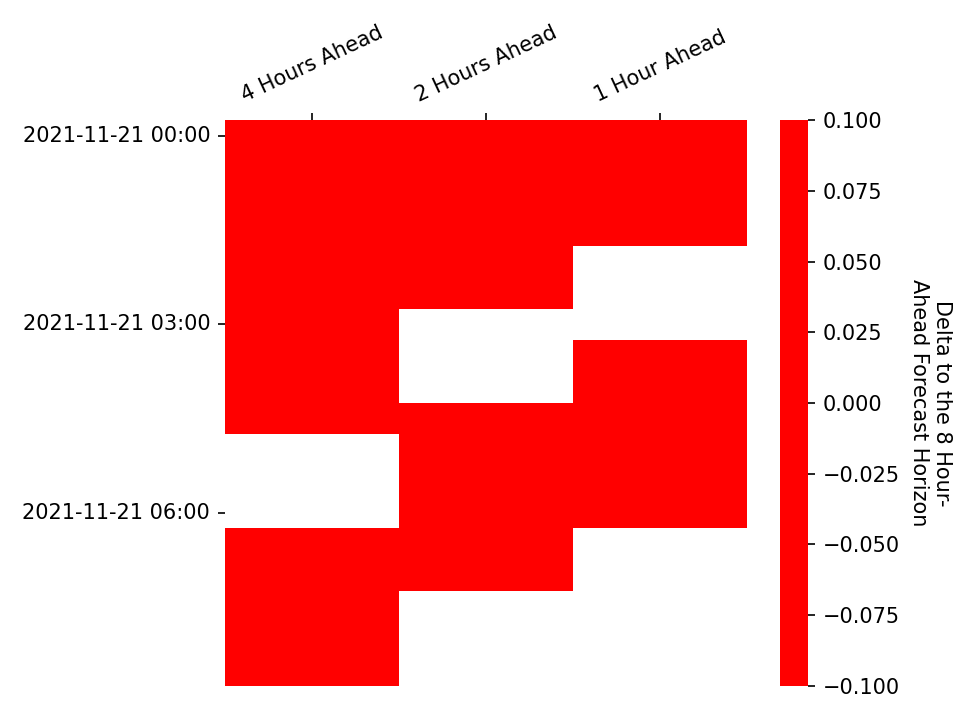 4 Hours Ahead
2 Hours Ahead
1 Hour Ahead
2021-11-21 00:00
2021-11-21 03:00
2021-11-21 06:00
0.100
0.075
0.050
0.025
0.000
−0.025
−0.050
−0.075
−0.100
Delta to the 8 Hour-
Ahead Forecast Horizon